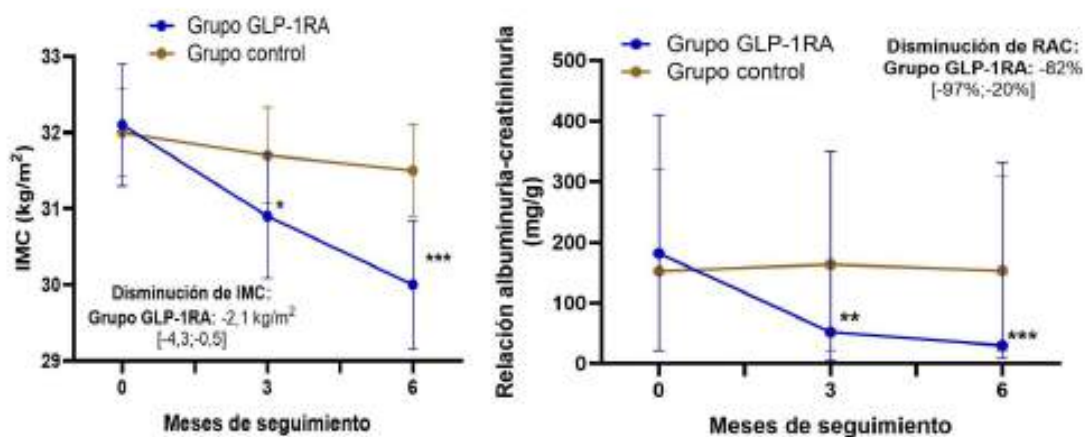 Grupo GLP-1RA
Grupo control
33
32
31
30
29
IMC (kg/m²)
*
***
Disminución de IMC:
Grupo GLP-1RA: -2,1 kg/m²
[-4,3;-0,5]
0
3
6
Meses de seguimiento
Grupo GLP-1RA
Grupo control
Disminución de RAC:
Grupo GLP-1RA: -82%
[-97%;-20%]
500
400
300
200
100
0
Relación albuminuria-creatininuria
(mg/g)
**
***
0
3
6
Meses de seguimiento